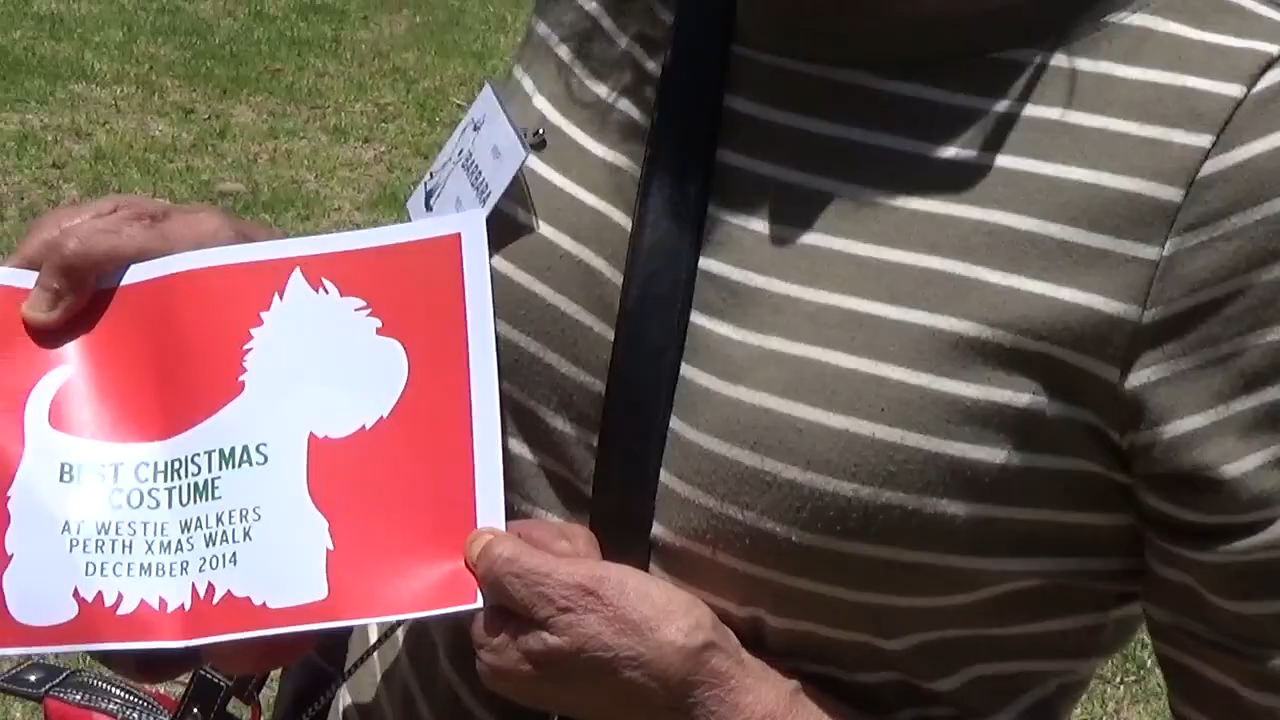 BARBARA
BEST CHRISTMAS
COSTUME
AT WESTIE WALKERS
PERTH XMAS WALK
DECEMBER 2014